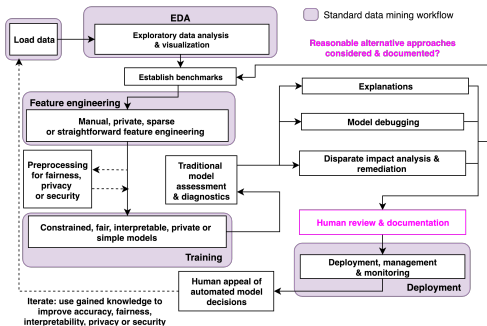 EDA
Standard data mining workflow
Load data
Exploratory data analysis
& visualization
Reasonable alternative approaches
considered & documented?
Establish benchmarks
Explanations
Feature engineering
Manual, private, sparse
or straightforward feature engineering
Model debugging
Preprocessing
for fairness,
privacy
or security
Traditional
model
assessment
& diagnostics
Disparate impact analysis &
remediation
Constrained, fair, interpretable, private or
simple models
Training
Human review & documentation
Deployment, management
& monitoring
Deployment
Human appeal of
automated model
decisions
Iterate: use gained knowledge to
improve accuracy, fairness,
interpretability, privacy or security